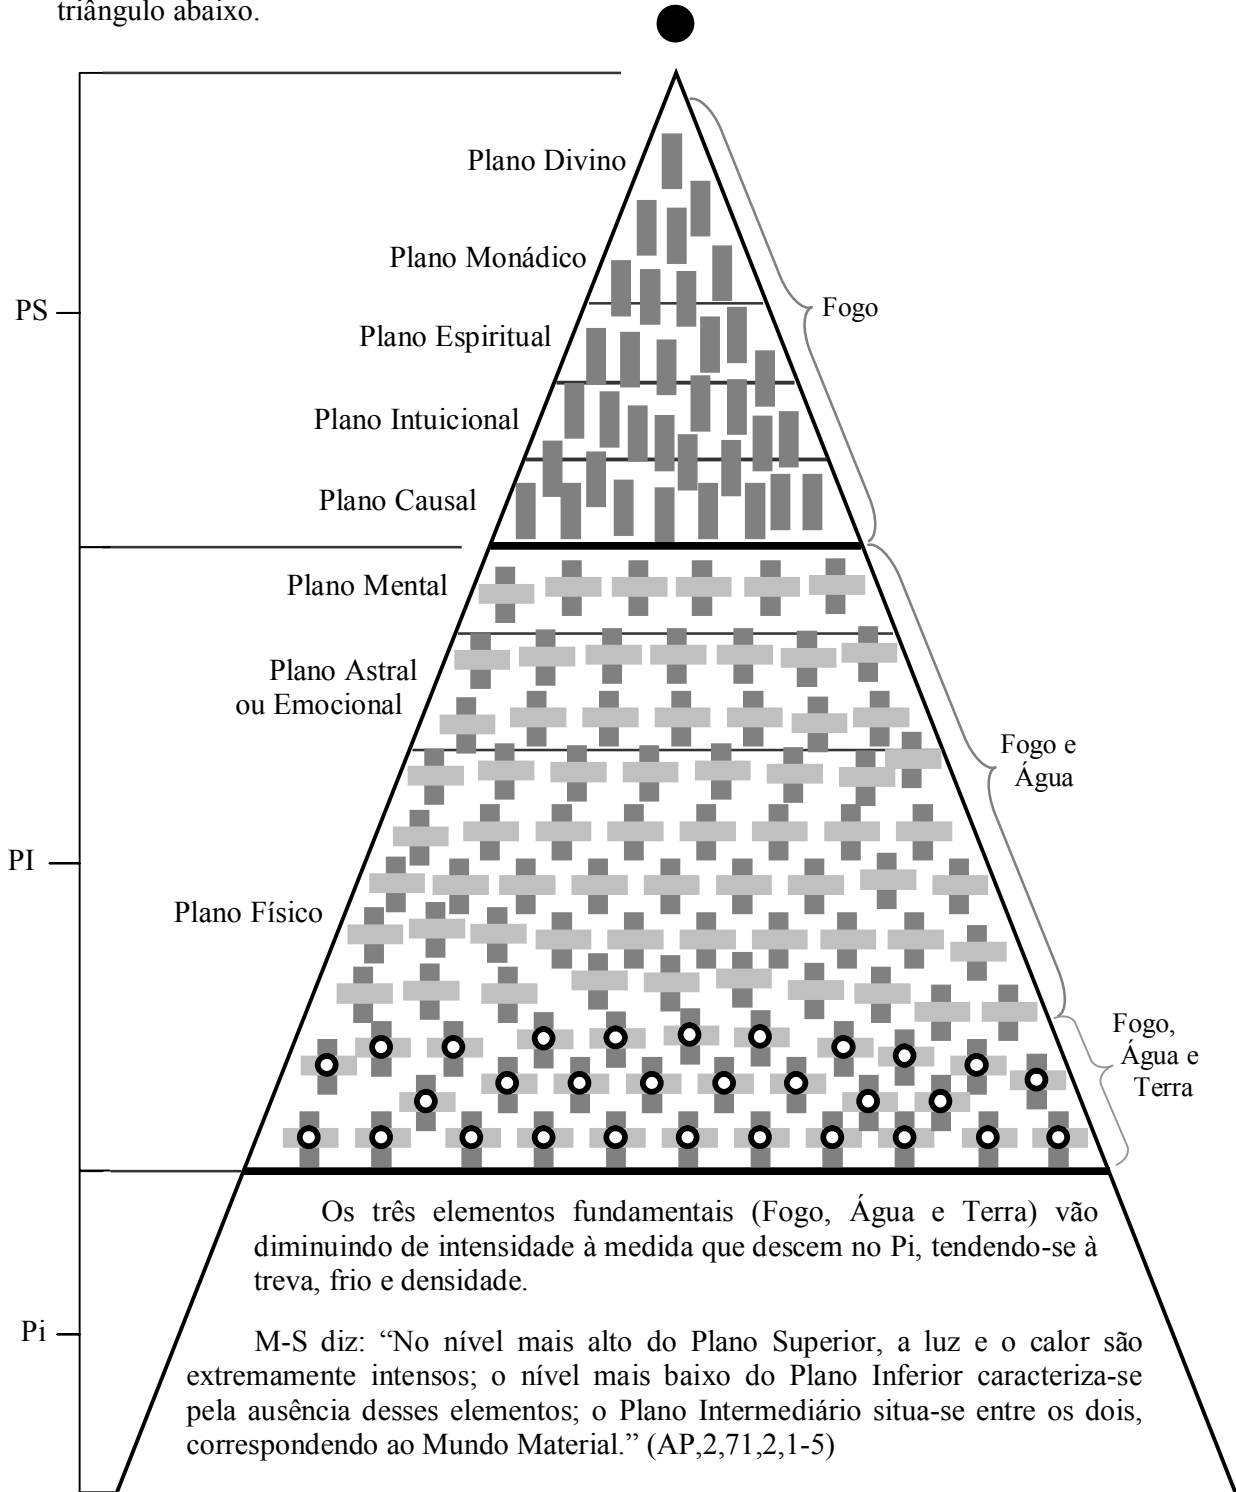 triângulo abaixo.
Plano Divino
Plano Monádico
PS
Fogo
Plano Espiritual
Plano Intuicional
Plano Causal
Plano Mental
Plano Astral
ou Emocional
Fogo e
Água
PI
Plano Físico
Fogo,
Água e
Terra
Os três elementos fundamentais (Fogo, Água e Terra) vão
diminuindo de intensidade à medida que descem no Pi, tendendo-se à
treva, frio e densidade.
Pi
M-S diz: “No nível mais alto do Plano Superior, a luz e o calor são
extremamente intensos; o nível mais baixo do Plano Inferior caracteriza-se
pela ausência desses elementos; o Plano Intermediário situa-se entre os dois,
correspondendo ao Mundo Material.” (AP,2,71,2,1-5)